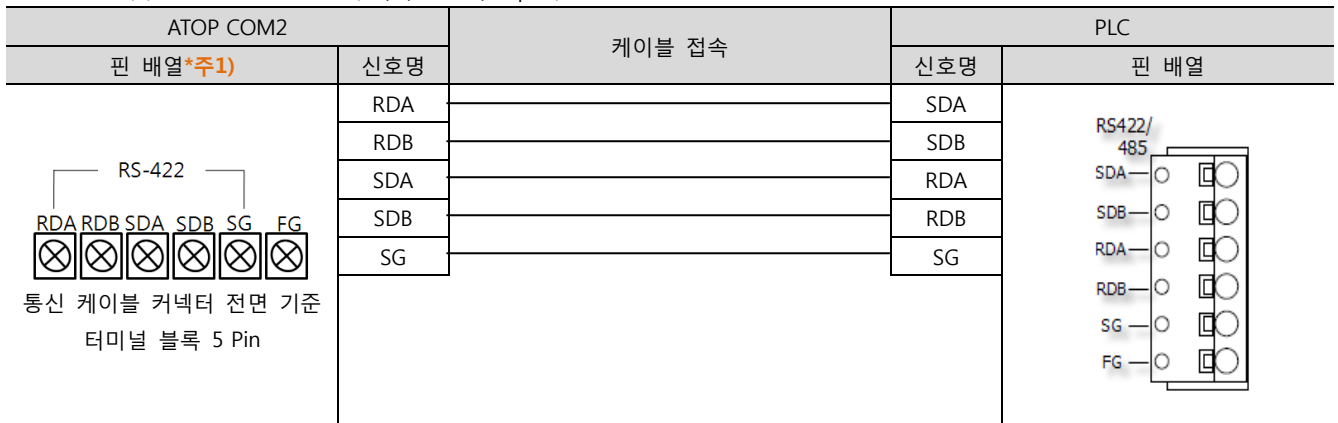 ATOP COM2
케이블 접속
PLC
핀 배열*주1)
신호명
신호명
핀 배열
RDA
SDA
RDB
SDB
SDA
RDA
SDB
RDB
SG
SG
RS-422
RDA RDB SDA SDB SG FG
통신 케이블 커넥터 전면 기준
터미널 블록 5 Pin
RS422/
485
SDA
SDB
RDA
RDB
SG
FG